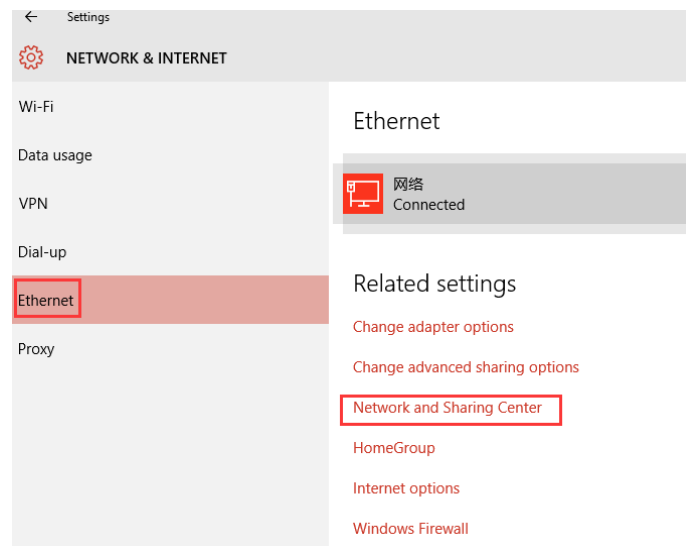 Settings
NETWORK & INTERNET
Wi-Fi
Data usage
VPN
Dial-up
Ethernet
Proxy
Ethernet
网络
Connected
Related settings
Change adapter options
Change advanced sharing options
Network and Sharing Center
HomeGroup
Internet options
Windows Firewall